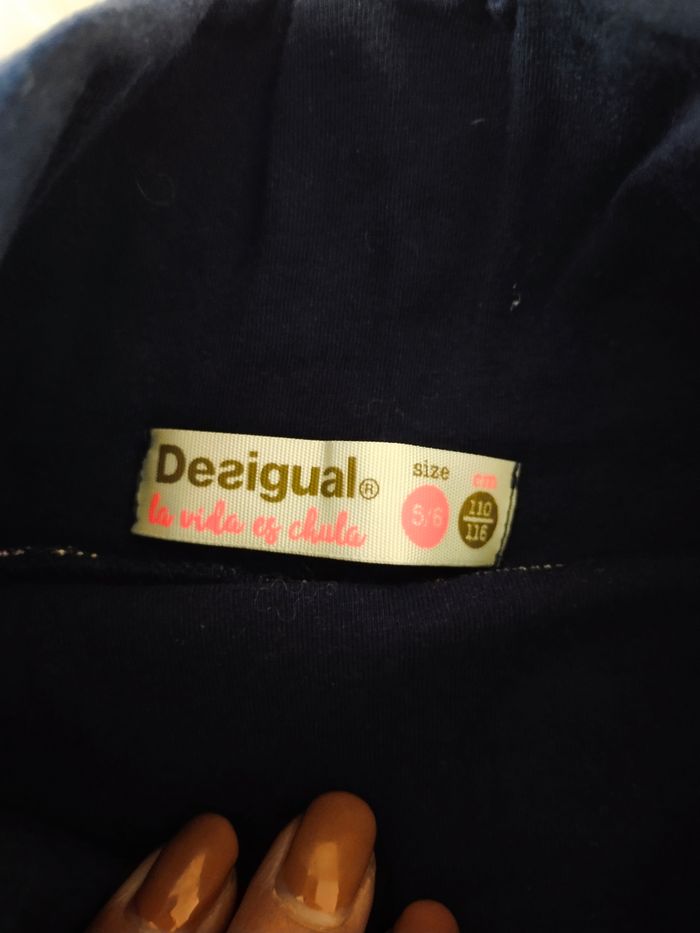 Desigual®
la vida es chula
size
5/6
cm
110
116